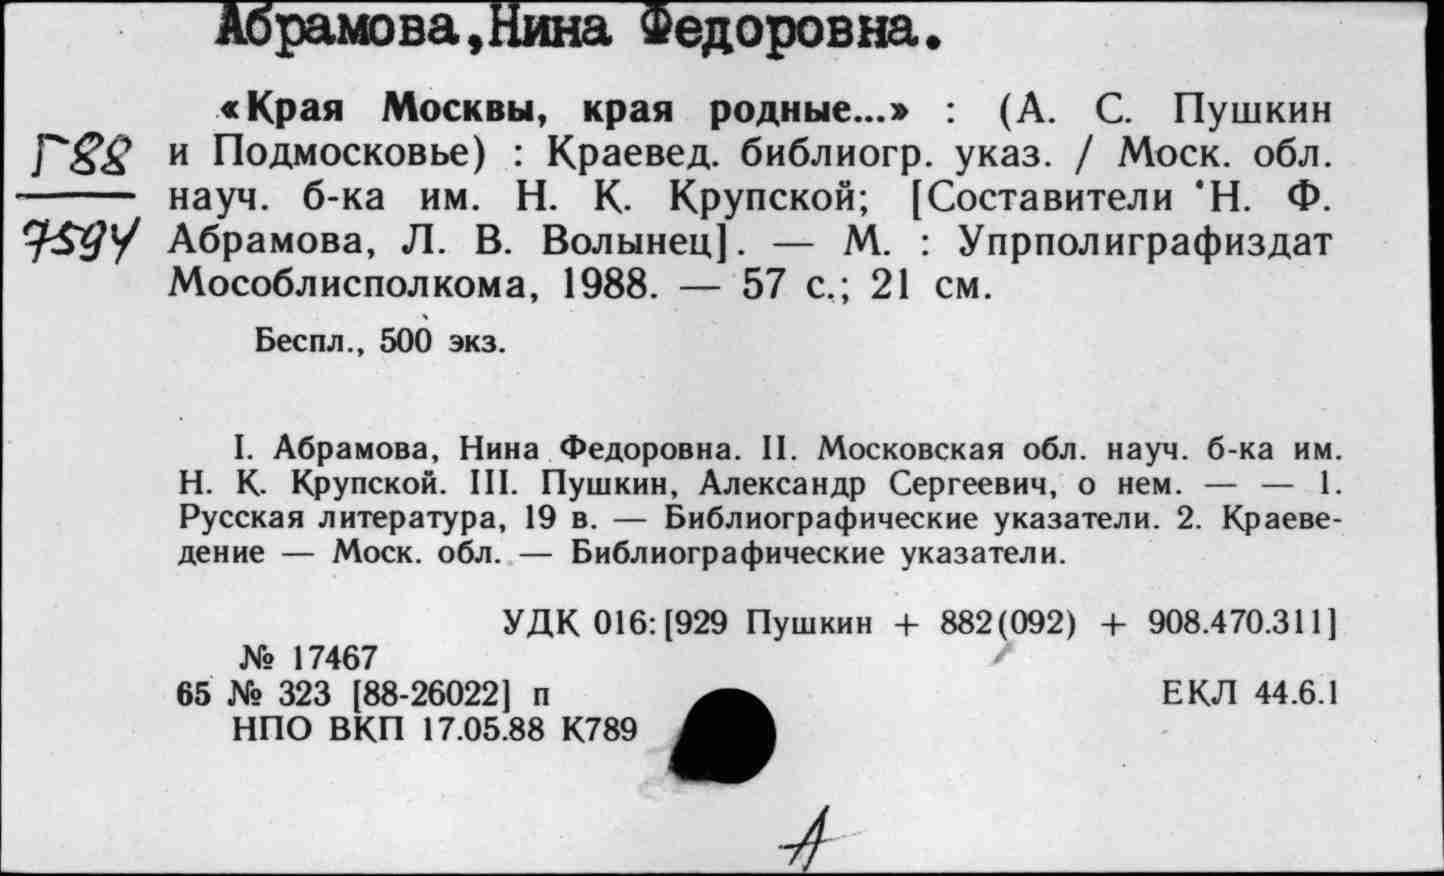 Абрамова,Нина Федоровна.
«Края Москвы, края родные...» : (А. С. Пушкин
Г88 и Подмосковье) : Краевед. библиогр. указ. / Моск. обл.
науч. б-ка им. Н. К. Крупской; [Составители Н. Ф.
7594 Абрамова, Л. В. Волынец]. — М. : Упрполиграфиздат
Мособлисполкома, 1988. — 57 с.; 21 см.
Беспл., 500 экз.
I. Абрамова, Нина Федоровна. II. Московская обл. науч. б-ка им.
Н. К. Крупской. III. Пушкин, Александр Сергеевич, о нем. — — 1.
Русская литература, 19 в. — Библиографические указатели. 2. Краеве-
дение — Моск. обл. — Библиографические указатели.
УДК 016:[929 Пушкин + 882(092) + 908.470.311]
№ 17467
65 № 323 [88-26022] п ЕКЛ 44.6.1
НПО ВКП 17.05.88 К789
А